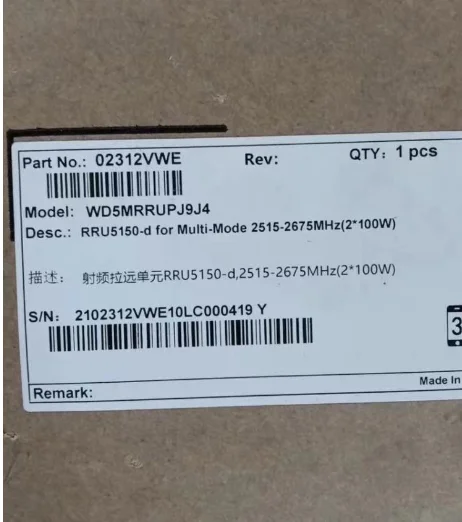 Part No.: 02312VWE Rev: QTY: 1 pcs
Model: WD5MRRUPJ9J4
Desc.: RRU5150-d for Multi-Mode 2515-2675MHz(2*100W)
描述: 射频拉远单元RRU5150-d,2515-2675MHz(2*100W)
S/N: 2102312VWE10LC000419 Y
3
Made in
Remark: